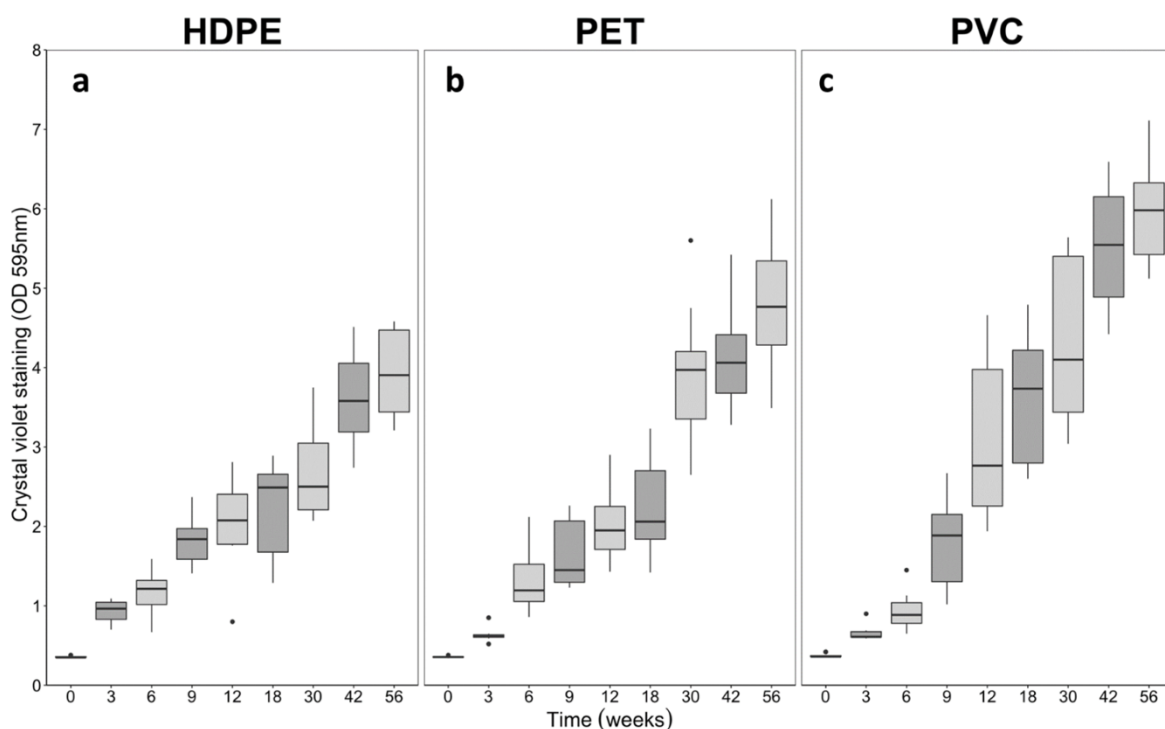 HDPE PET PVC
a b c
8
7
6
5
4
3
2
1
0
Crystal violet staining (OD 595nm)
0 3 6 9 12 18 30 42 56 0 3 6 9 12 18 30 42 56 0 3 6 9 12 18 30 42 56
Time (weeks)